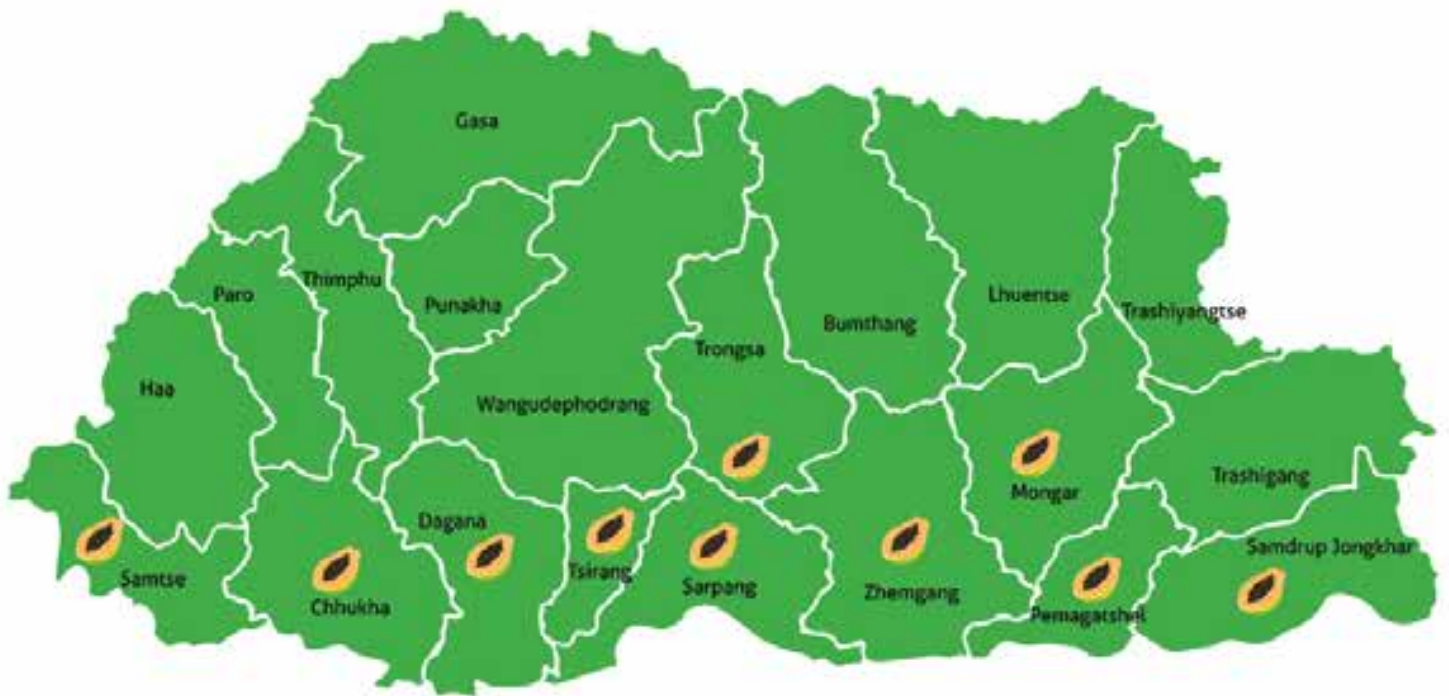 Gasa
Thimphu
Paro
Punakha
Lhuentse
Trashiyangtse
Bumthang
Trongsa
Haa
Wangudephodrang
Trashigang
Mongar
Dagana
Samdrup Jongkhar
Tsirang
Samtse
Sarpang
Zhemgang
Chhukha
Pemagatshel